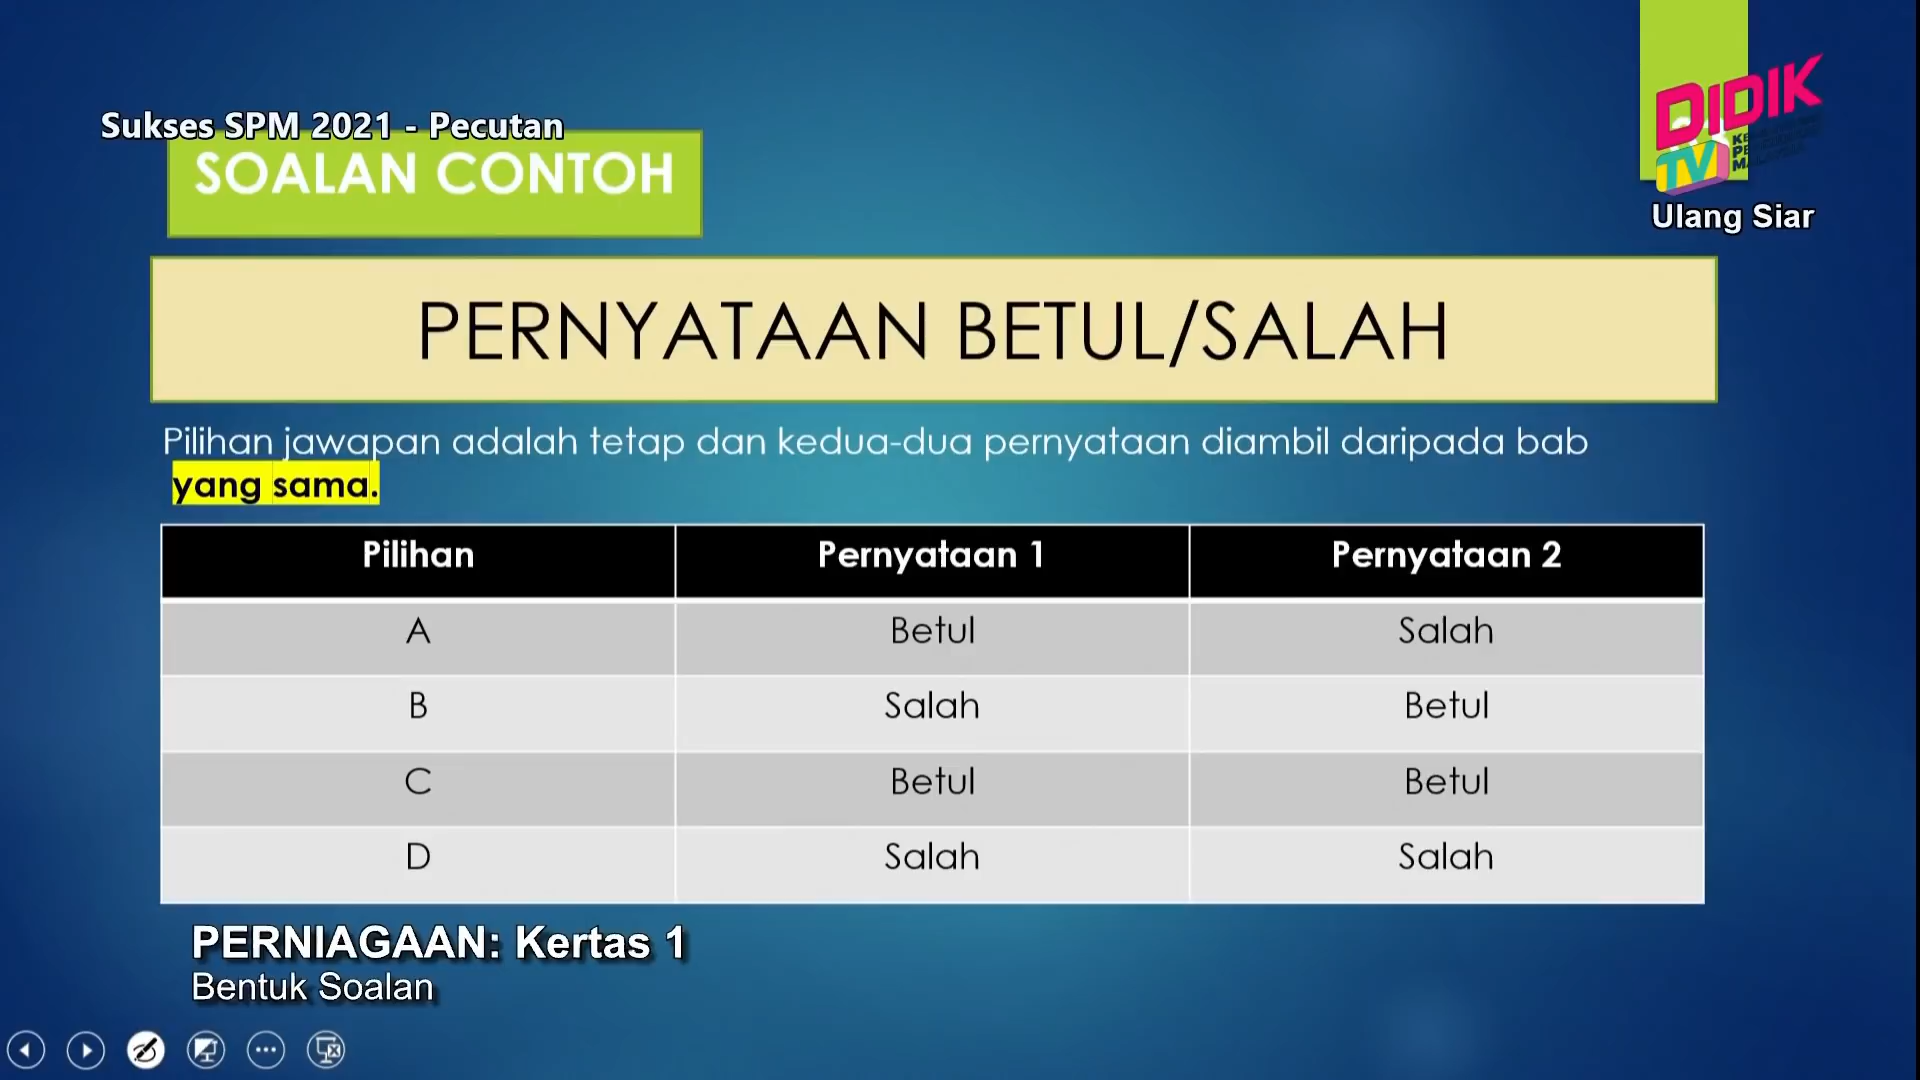 Sukses SPM 2021 - Pecutan
SOALAN CONTOH
DIDIK
TV
Ulang Siar
PERNYATAAN BETUL/SALAH
Pilihan jawapan adalah tetap dan kedua-dua pernyataan diambil daripada bab
yang sama.
Pilihan Pernyataan 1 Pernyataan 2
A Betul Salah
B Salah Betul
C Betul Betul
D Salah Salah
PERNIAGAAN: Kertas 1
Bentuk Soalan